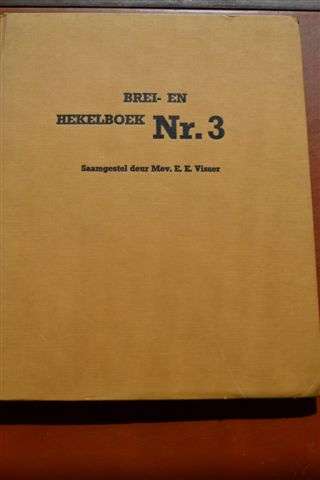 BREI- EN
HEKELBOEK Nr. 3
Saamgestel deur Mev. E. E. Visser